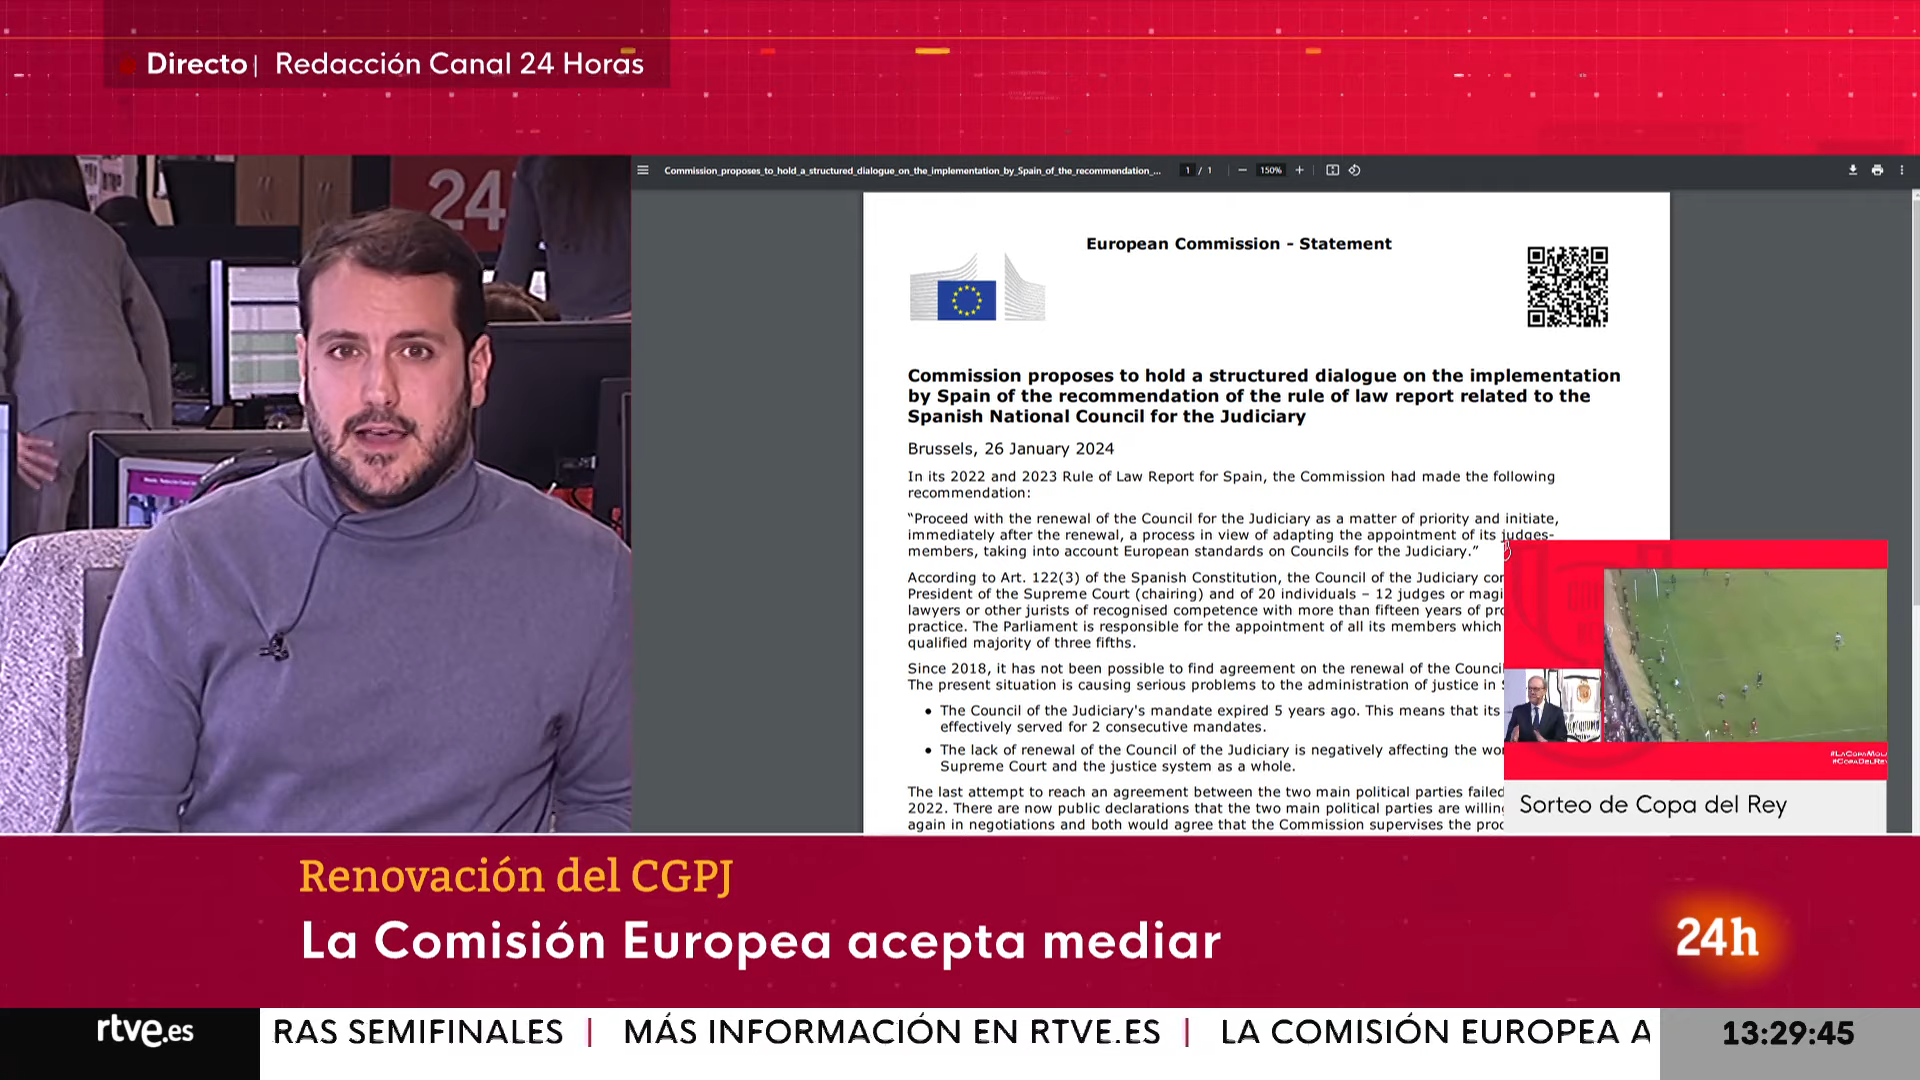 Directo | Redacción Canal 24 Horas
24
Commission_proposes_to_hold_a_structured_dialogue_on_the_implementation_by_Spain_of_the_recommendation_...
1 / 1
150%
European Commission - Statement
Commission proposes to hold a structured dialogue on the implementation
by Spain of the recommendation of the rule of law report related to the
Spanish National Council for the Judiciary
Brussels, 26 January 2024
In its 2022 and 2023 Rule of Law Report for Spain, the Commission had made the following
recommendation:
“Proceed with the renewal of the Council for the Judiciary as a matter of priority and initiate,
immediately after the renewal, a process in view of adapting the appointment of its judges-
members, taking into account European standards on Councils for the Judiciary.”
According to Art. 122(3) of the Spanish Constitution, the Council of the Judiciary
President of the Supreme Court (chairing) and of 20 individuals – 12 judges or
lawyers or other jurists of recognised competence with more than fifteen years of
practice. The Parliament is responsible for the appointment of all its members which
qualified majority of three fifths.
Since 2018, it has not been possible to find agreement on the renewal of the
The present situation is causing serious problems to the administration of justice in
• The Council of the Judiciary's mandate expired 5 years ago. This means that its
effectively served for 2 consecutive mandates.
• The lack of renewal of the Council of the Judiciary is negatively affecting the
Supreme Court and the justice system as a whole.
The last attempt to reach an agreement between the two main political parties failed
2022. There are now public declarations that the two main political parties are
again in negotiations and both would agree that the Commission supervises the
Sorteo de Copa del Rey
Renovación del CGPJ
La Comisión Europea acepta mediar
24h
rtve.es
RAS SEMIFINALES | MÁS INFORMACIÓN EN RTVE.ES | LA COMISIÓN EUROPEA A
13:29:45